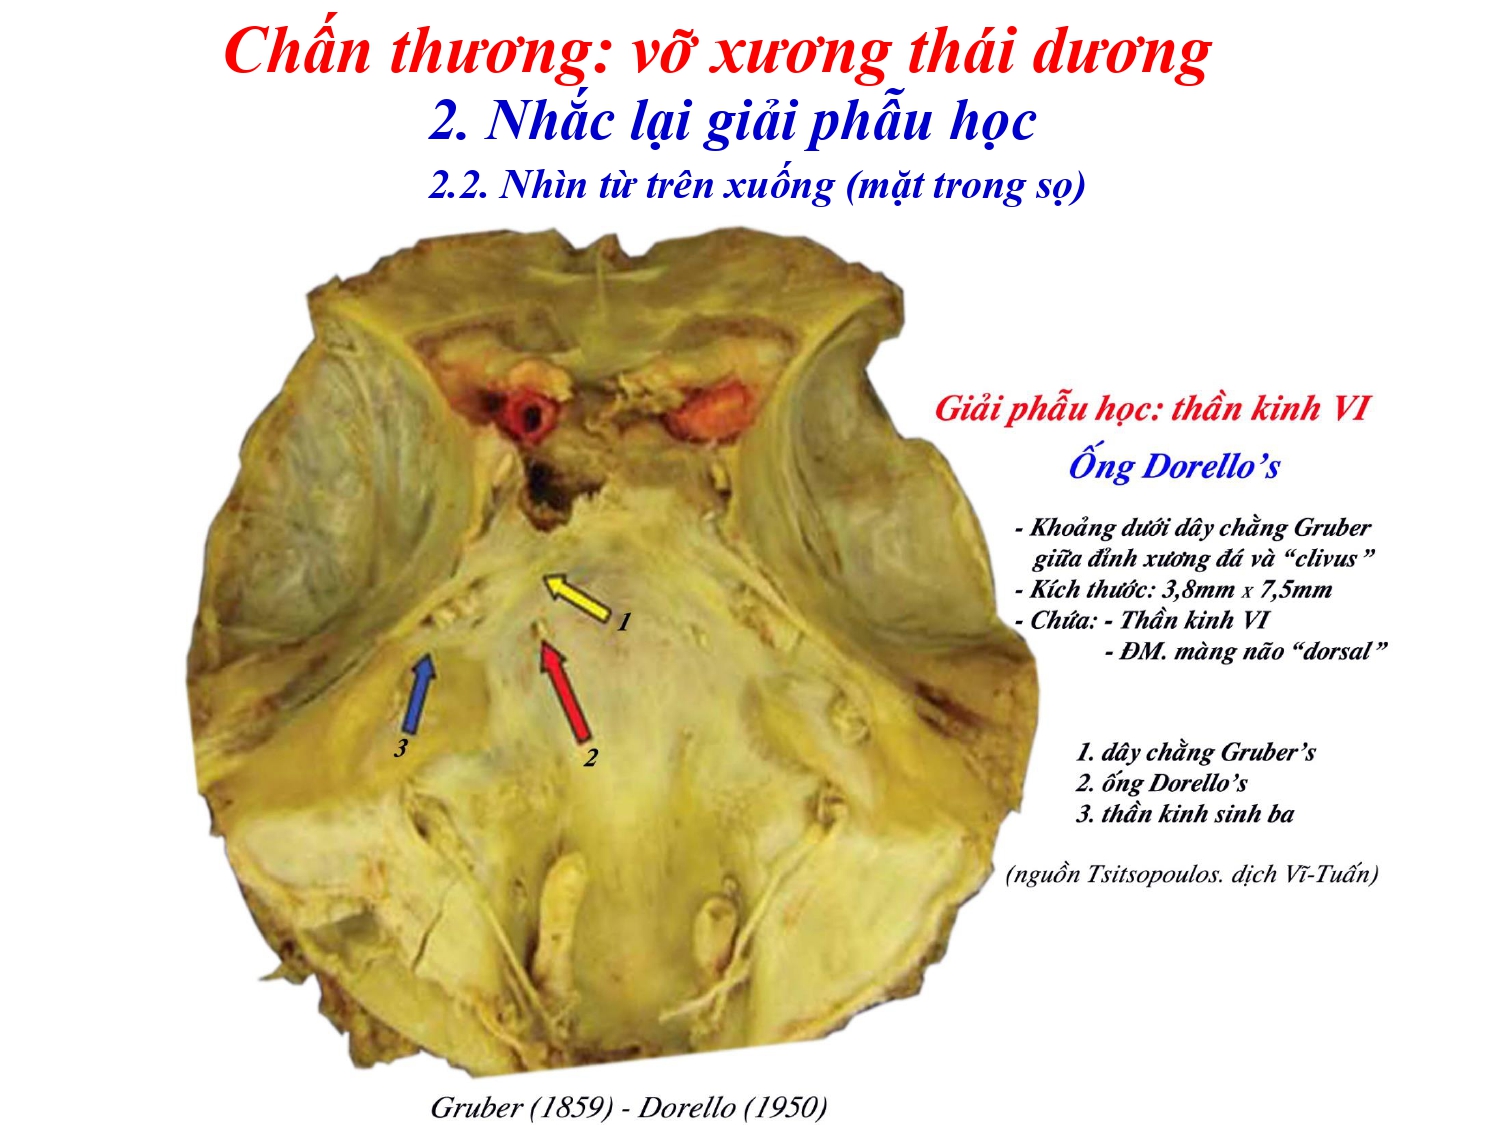 Chấn thương: vỡ xương thái dương
2. Nhắc lại giải phẫu học
2.2. Nhìn từ trên xuống (mặt trong sọ)
Giải phẫu học: thần kinh VI
Ống Dorello's
- Khoảng dưới dây chằng Gruber
giữa đỉnh xương đá và “clivus”
- Kích thước: 3,8mm x 7,5mm
- Chứa: - Thần kinh VI
- ĐM. màng não “dorsal”
1
2
3
1. dây chằng Gruber's
2. ống Dorello's
3. thần kinh sinh ba
(nguồn Tsitsopoulos. dịch Vĩ-Tuấn)
Gruber (1859) - Dorello (1950)